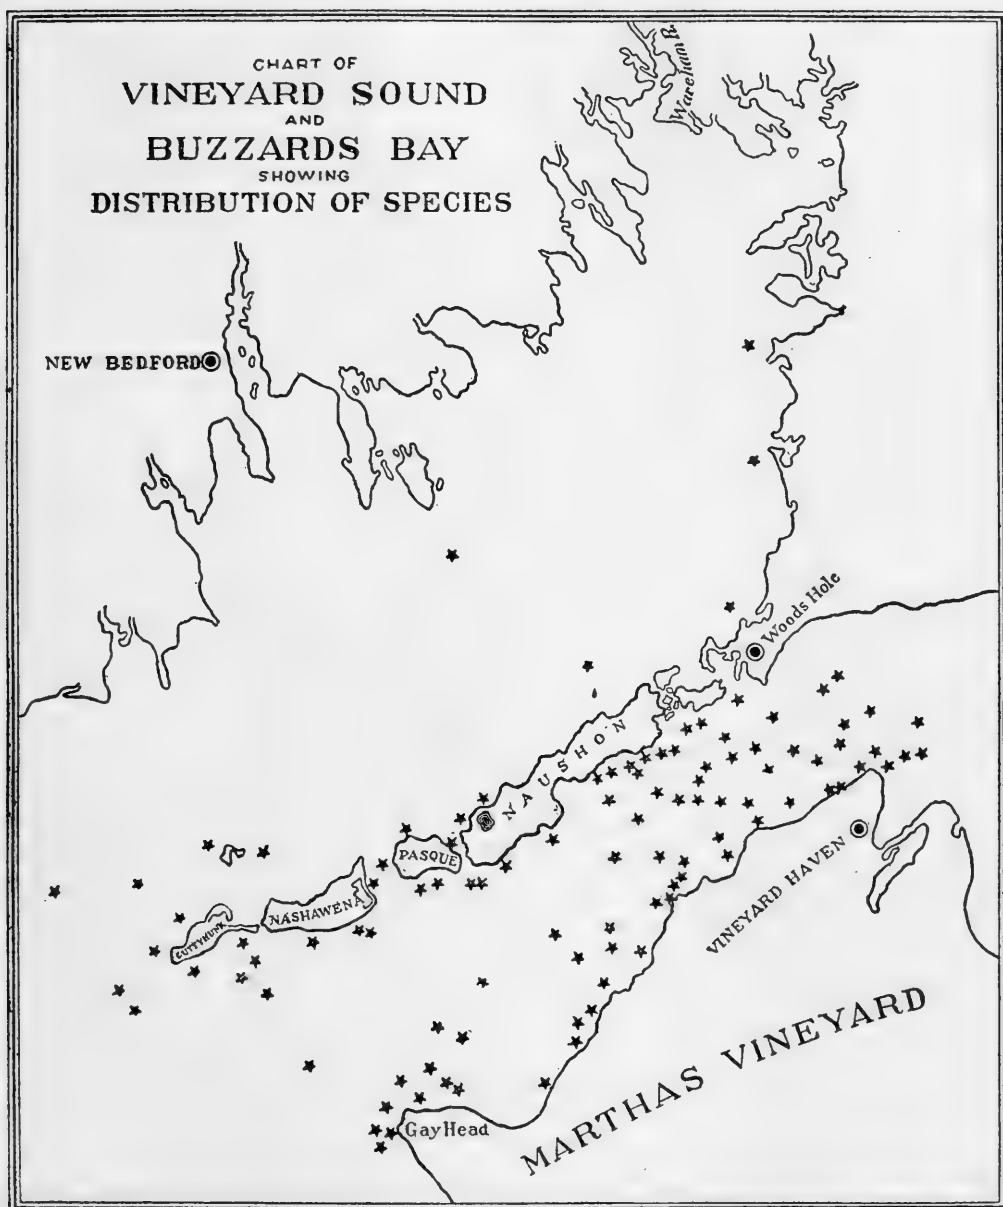 CHART OF
VINEYARD SOUND
AND
BUZZARDS BAY
SHOWING
DISTRIBUTION OF SPECIES
Wareham R.
NEW BEDFORD
Woods Hole
NAUSHON
PASQUE
NASHAWENA
CUTTYHUNK
VINEYARD HAVEN
MARTHAS VINEYARD
Gay Head